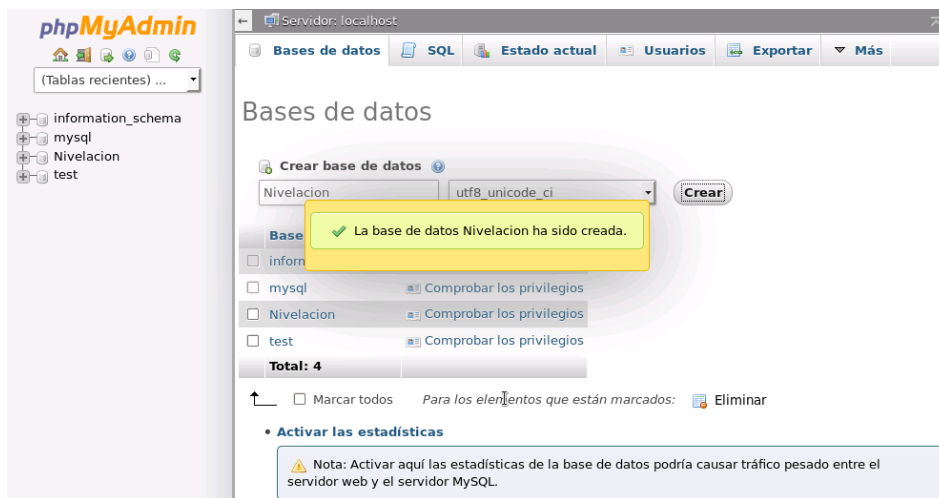 phpMyAdmin
(Tablas recientes) ...
information_schema
mysql
Nivelacion
test
Servidor: localhost
Bases de datos
SQL
Estado actual
Usuarios
Exportar
Más
Bases de datos
Crear base de datos
Nivelacion
utf8_unicode_ci
Crear
La base de datos Nivelacion ha sido creada.
Base
inforn
mysql
Comprobar los privilegios
Nivelacion
Comprobar los privilegios
test
Comprobar los privilegios
Total: 4
Marcar todos
Para los elementos que están marcados:
Eliminar
Activar las estadísticas
Nota: Activar aquí las estadísticas de la base de datos podría causar tráfico pesado entre el
servidor web y el servidor MySQL.